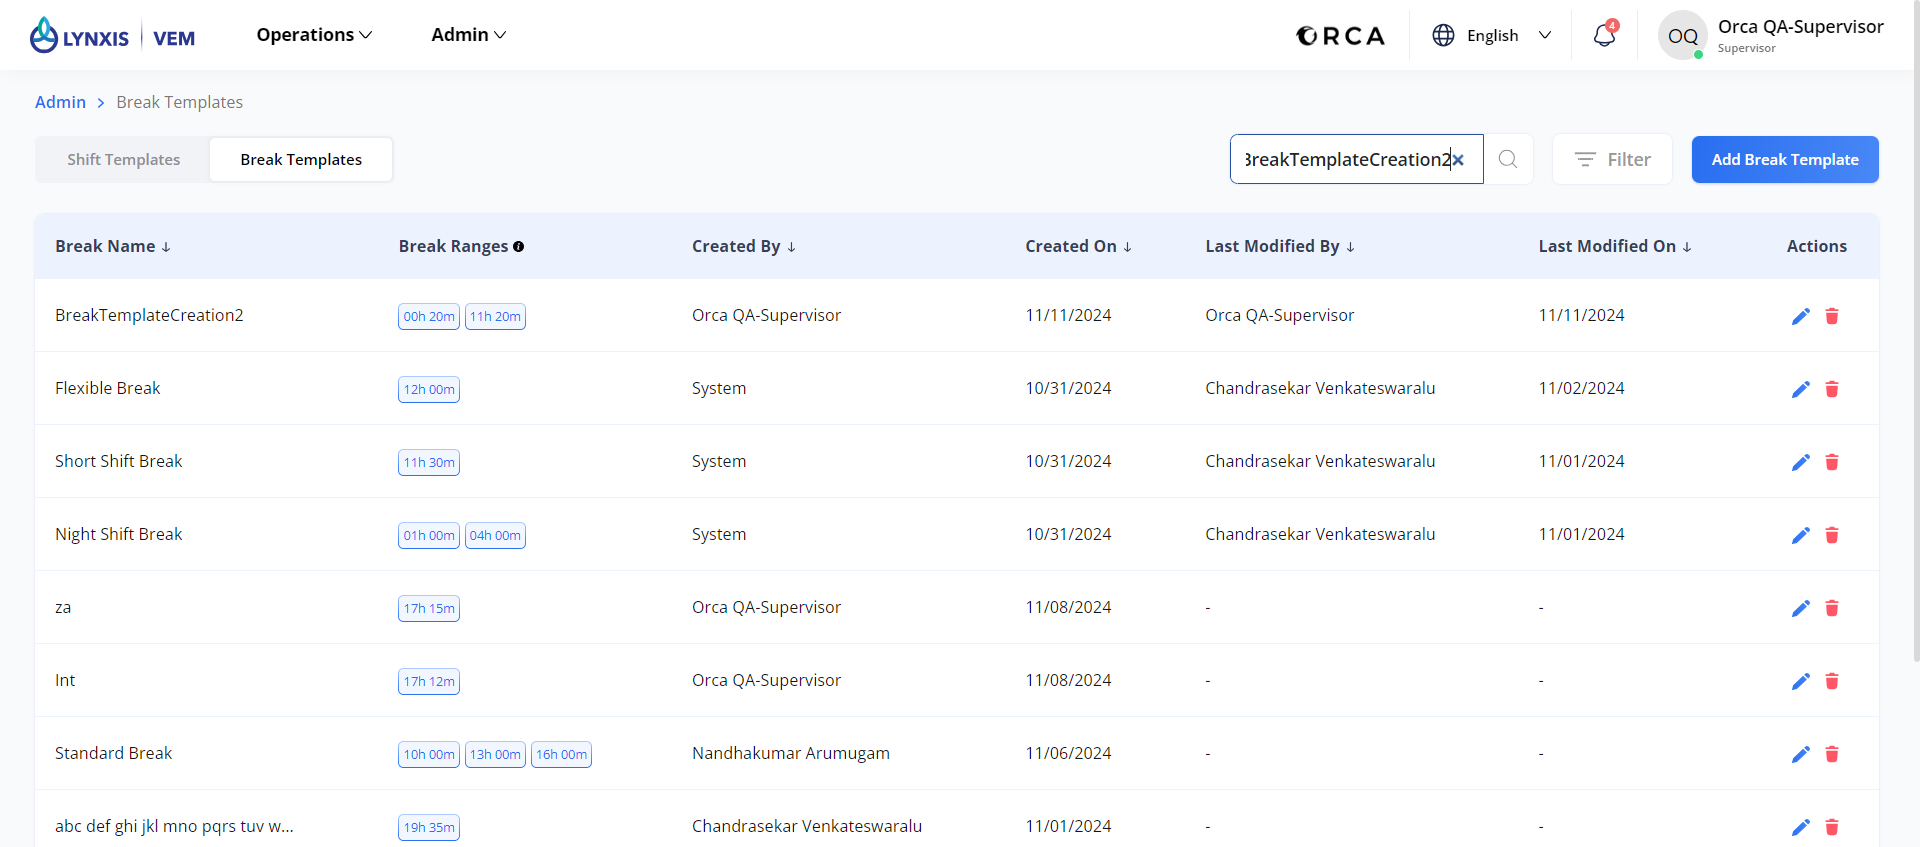 LYNXIS VEM Operations Admin ORCA English 4 OQ Orca QA-Supervisor
Supervisor
Admin > Break Templates
Shift Templates Break Templates BreakTemplateCreation2 Filter Add Break Template
Break Name Break Ranges Created By Created On Last Modified By Last Modified On Actions
BreakTemplateCreation2 00h 20m 11h 20m Orca QA-Supervisor 11/11/2024 Orca QA-Supervisor 11/11/2024
Flexible Break 12h 00m System 10/31/2024 Chandrasekar Venkateswaralu 11/02/2024
Short Shift Break 11h 30m System 10/31/2024 Chandrasekar Venkateswaralu 11/01/2024
Night Shift Break 01h 00m 04h 00m System 10/31/2024 Chandrasekar Venkateswaralu 11/01/2024
za 17h 15m Orca QA-Supervisor 11/08/2024 - -
Int 17h 12m Orca QA-Supervisor 11/08/2024 - -
Standard Break 10h 00m 13h 00m 16h 00m Nandhakumar Arumugam 11/06/2024 - -
abc def ghi jkl mno pqrs tuv w... 19h 35m Chandrasekar Venkateswaralu 11/01/2024 - -